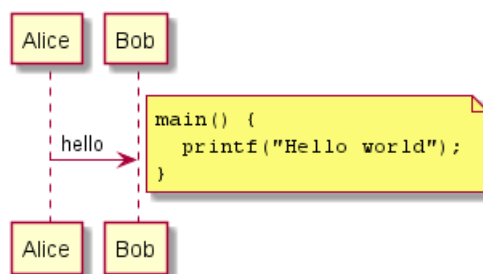 Alice
Bob
hello
main() {
  printf("Hello world");
}
Alice
Bob